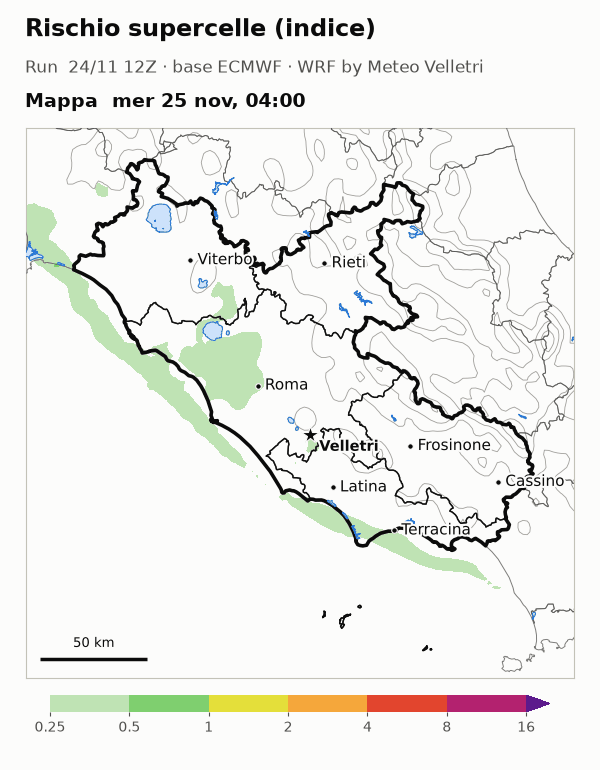 Rischio supercelle (indice)
Run  24/11 12Z · base ECMWF · WRF by Meteo Velletri
Mappa  mer 25 nov, 04:00
Viterbo
Rieti
Roma
Velletri
Frosinone
Cassino
Latina
Terracina
50 km
0.25 0.5 1 2 4 8 16